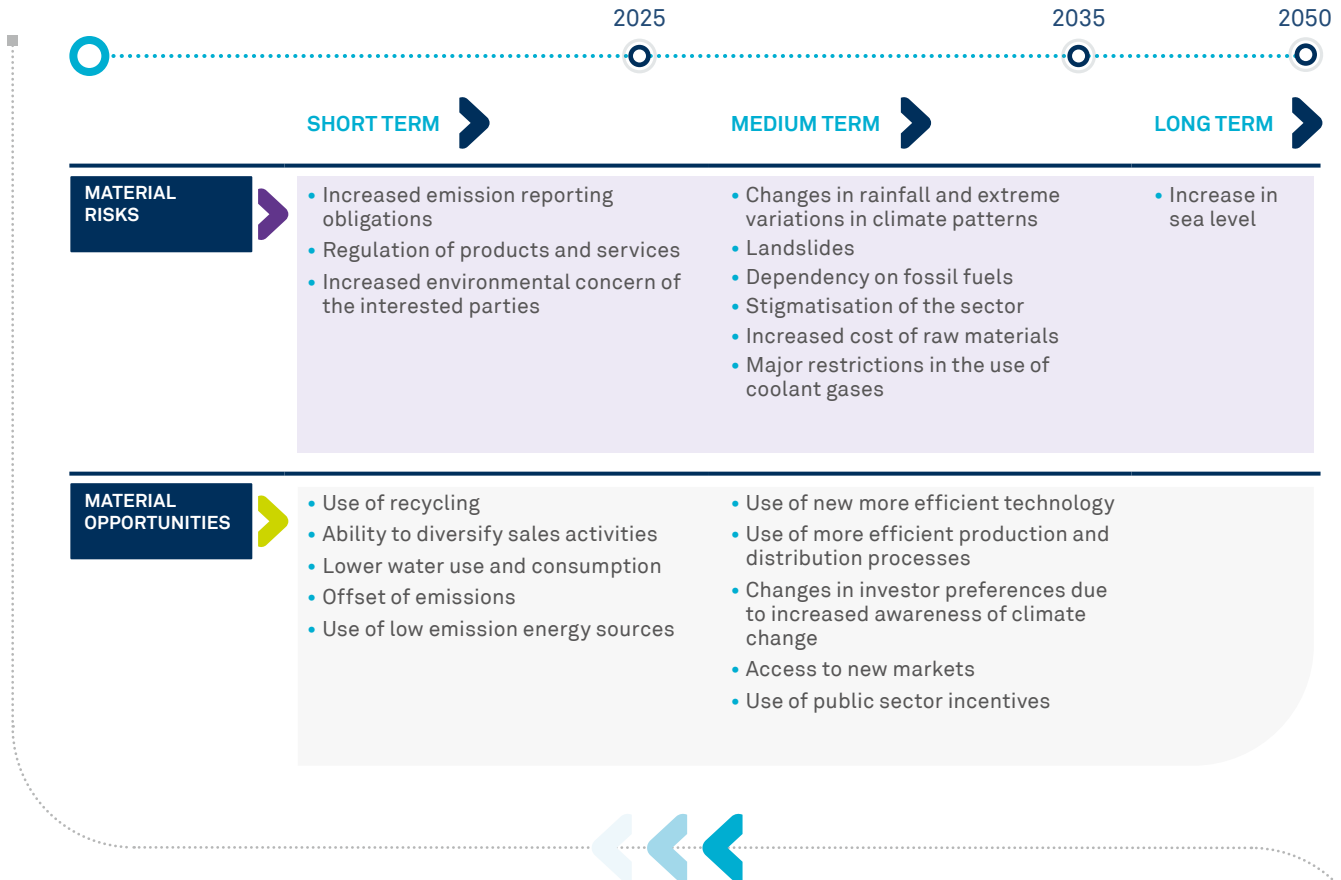 2025
2035
2050
SHORT TERM
MEDIUM TERM
LONG TERM
MATERIAL
RISKS
• Increased emission reporting
obligations
• Regulation of products and services
• Increased environmental concern of
the interested parties
• Changes in rainfall and extreme
variations in climate patterns
• Landslides
• Dependency on fossil fuels
• Stigmatisation of the sector
• Increased cost of raw materials
• Major restrictions in the use of
coolant gases
• Increase in
sea level
MATERIAL
OPPORTUNITIES
• Use of recycling
• Ability to diversify sales activities
• Lower water use and consumption
• Offset of emissions
• Use of low emission energy sources
• Use of new more efficient technology
• Use of more efficient production and
distribution processes
• Changes in investor preferences due
to increased awareness of climate
change
• Access to new markets
• Use of public sector incentives